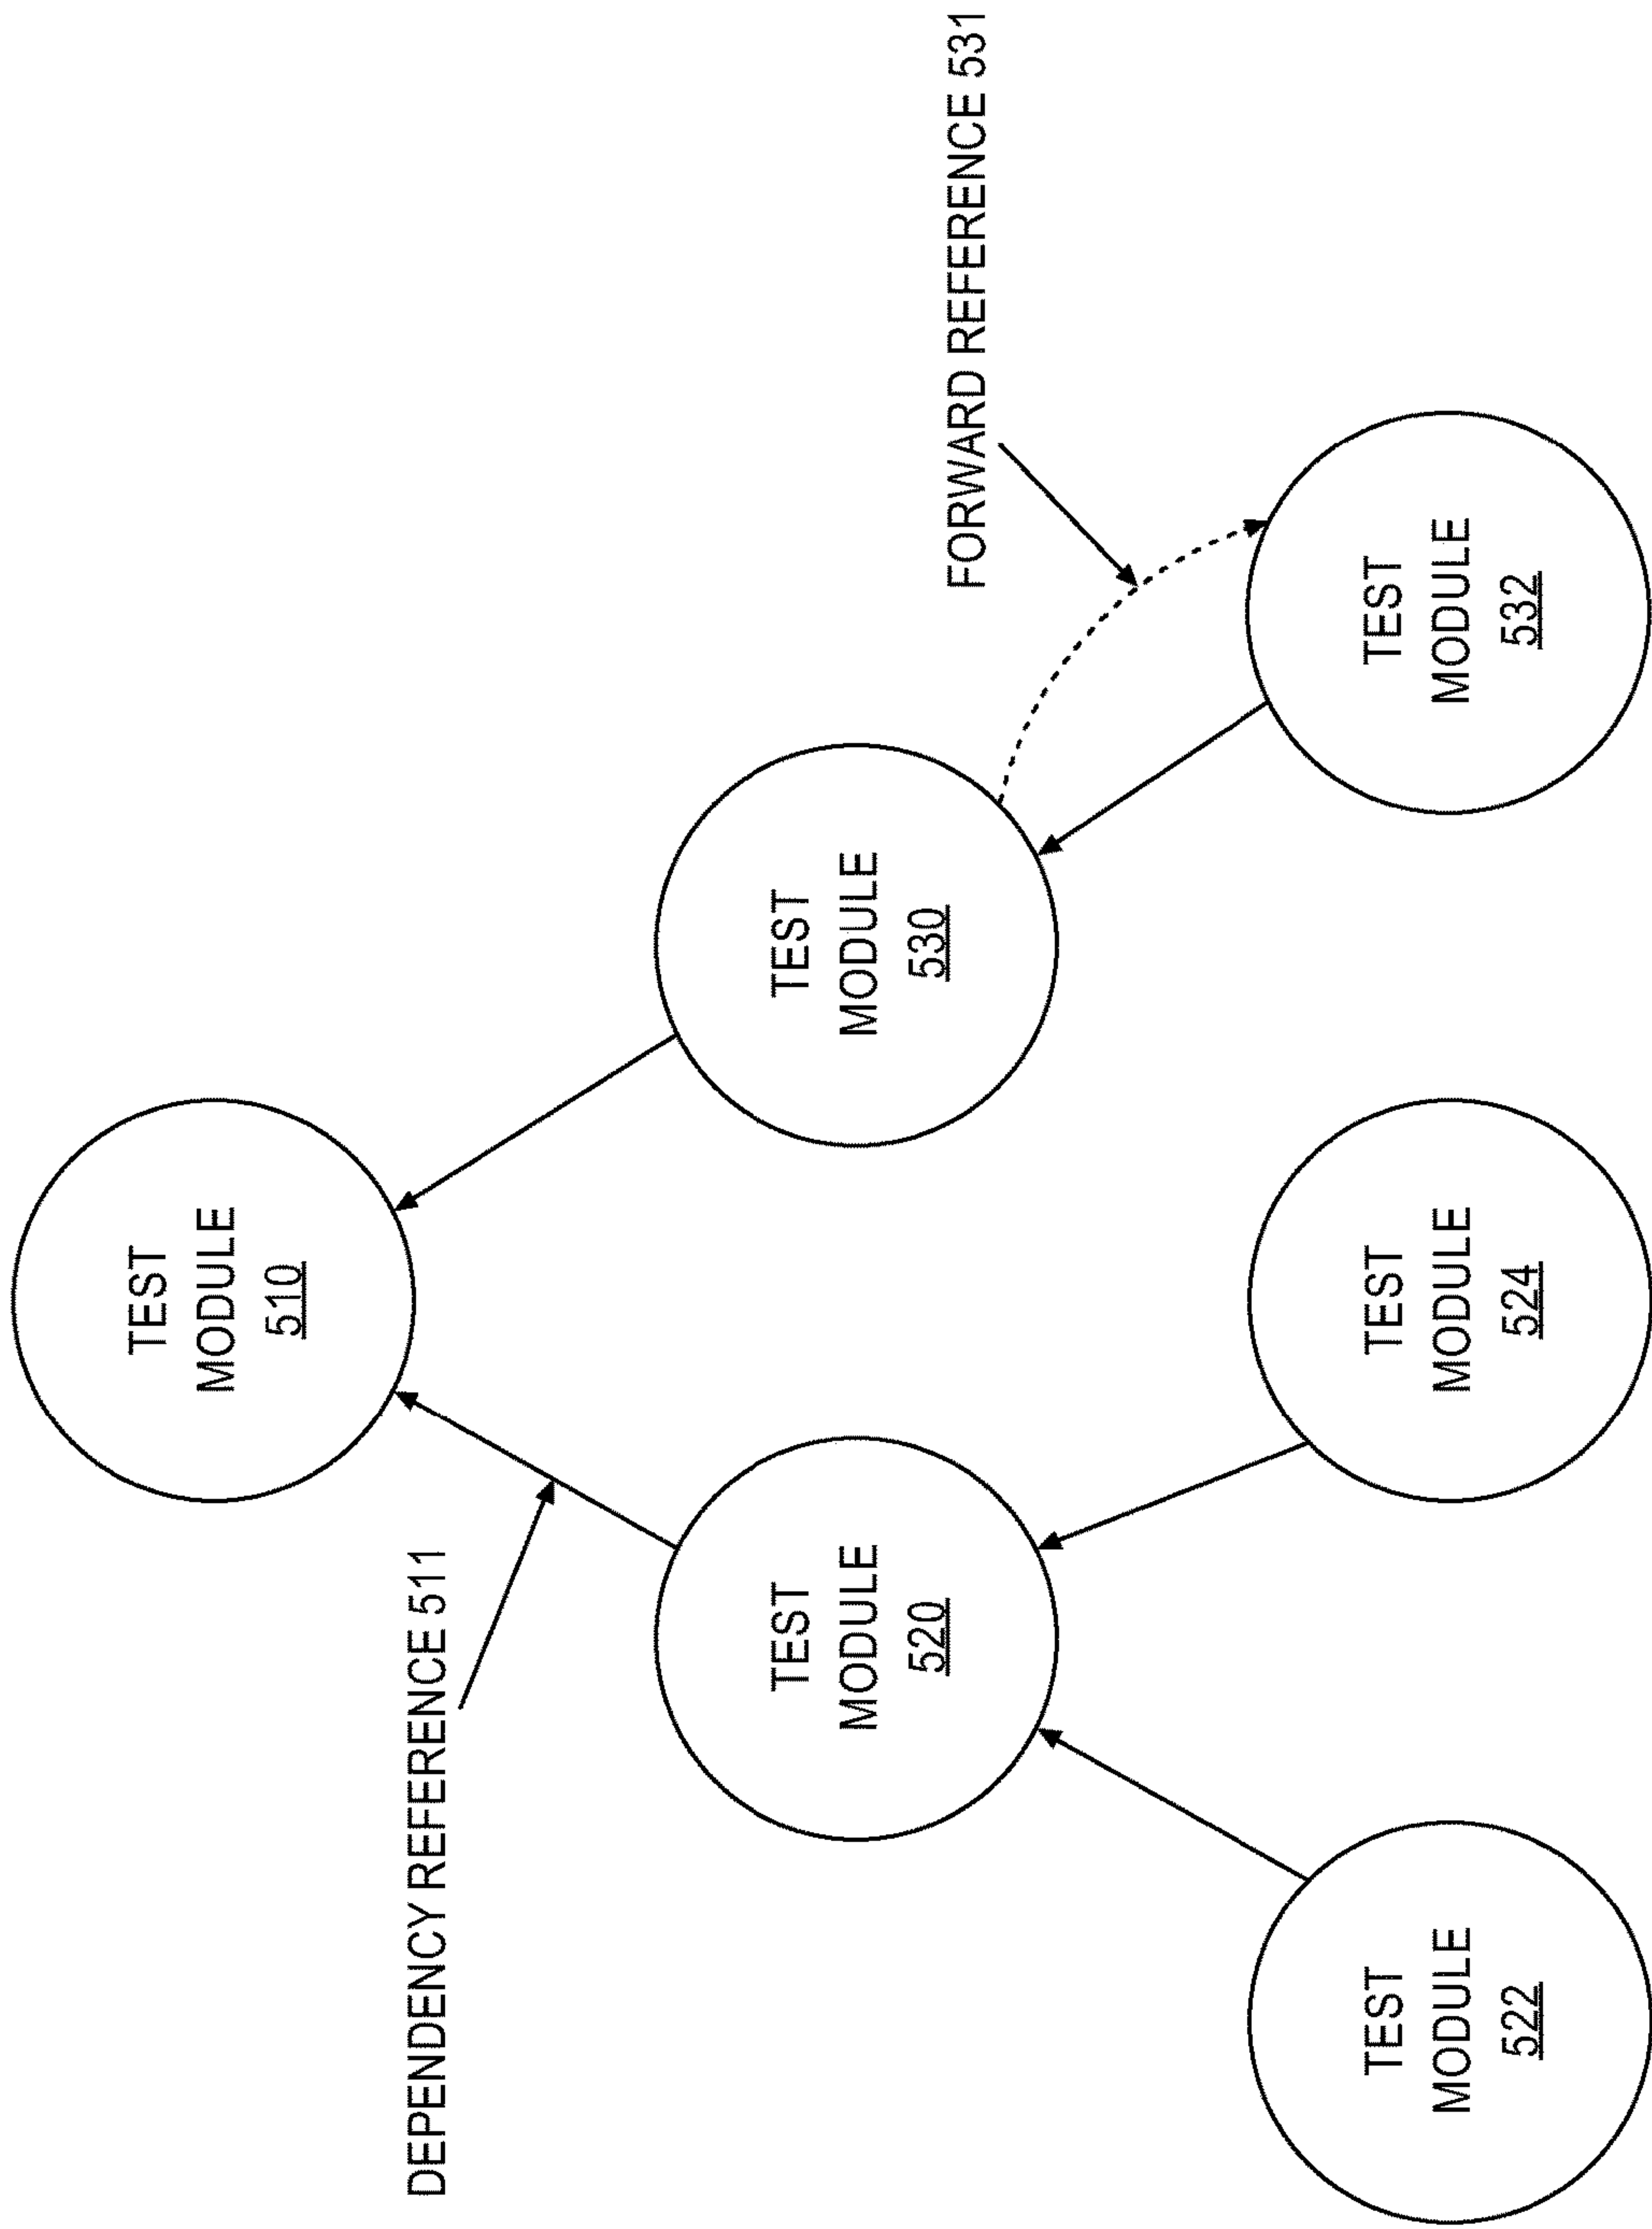 TEST
MODULE
510
DEPENDENCY REFERENCE 511
TEST
MODULE
520
TEST
MODULE
530
FORWARD REFERENCE 531
TEST
MODULE
522
TEST
MODULE
524
TEST
MODULE
532